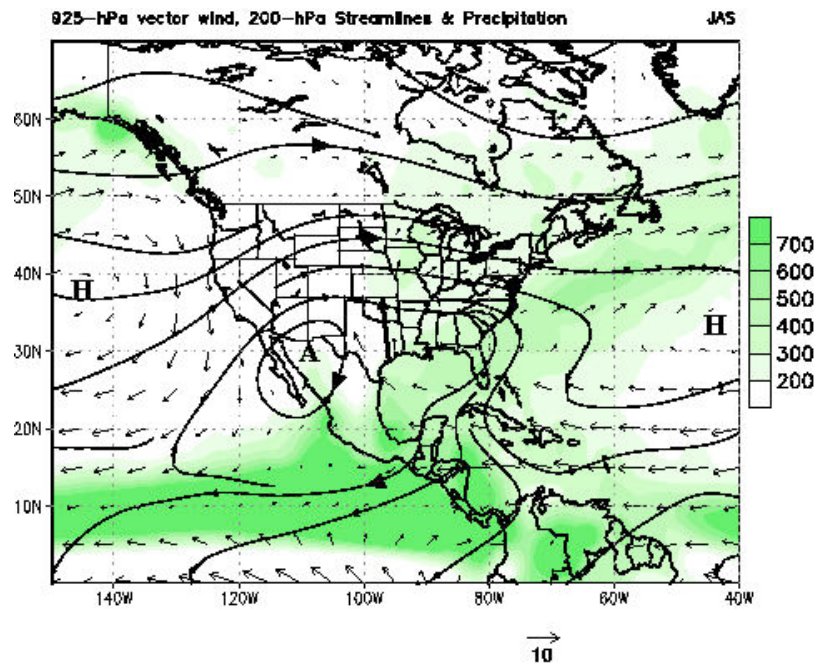 925-hPa vector wind, 200-hPa Streamlines & Precipitation JAS
60N
50N
40N
30N
20N
10N
H
A
H
700
600
500
400
300
200
140W 120W 100W 80W 60W 40W
10